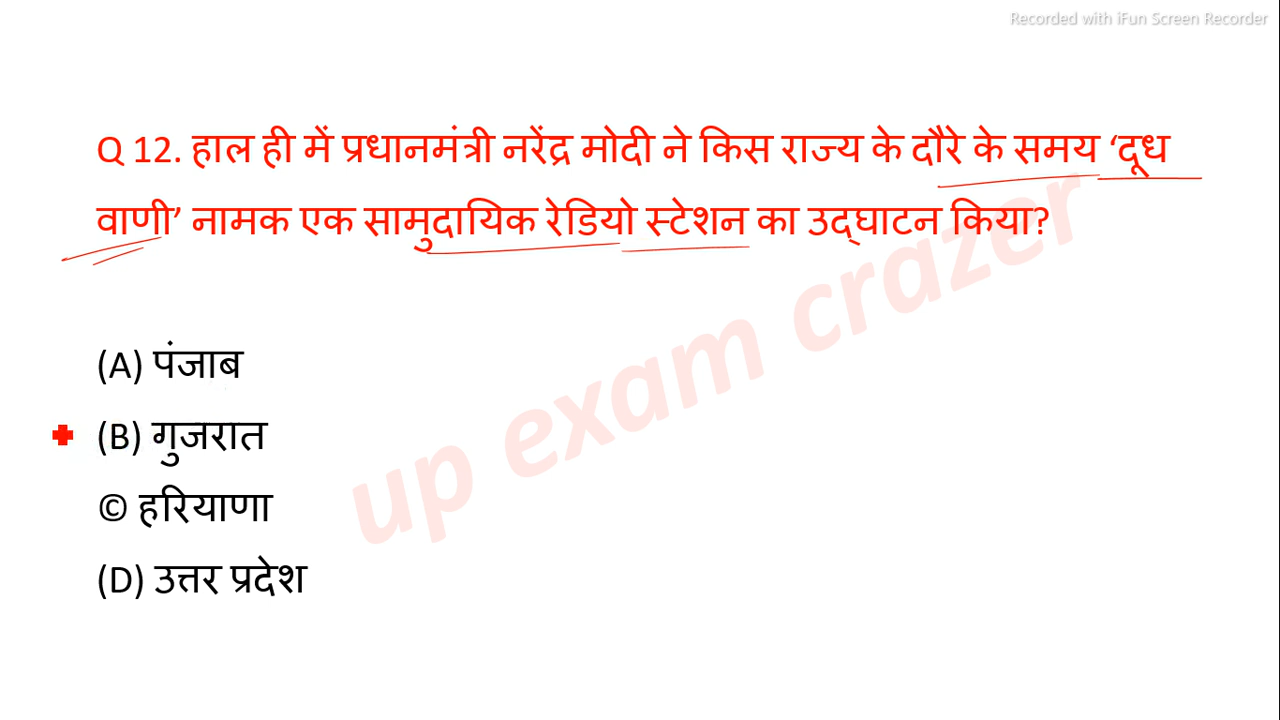 Recorded with iFun Screen Recorder
Q 12. हाल ही में प्रधानमंत्री नरेंद्र मोदी ने किस राज्य के दौरे के समय ‘दूध
वाणी’ नामक एक सामुदायिक रेडियो स्टेशन का उद्घाटन किया?
(A) पंजाब
(B) गुजरात
© हरियाणा
(D) उत्तर प्रदेश
up exam crazer